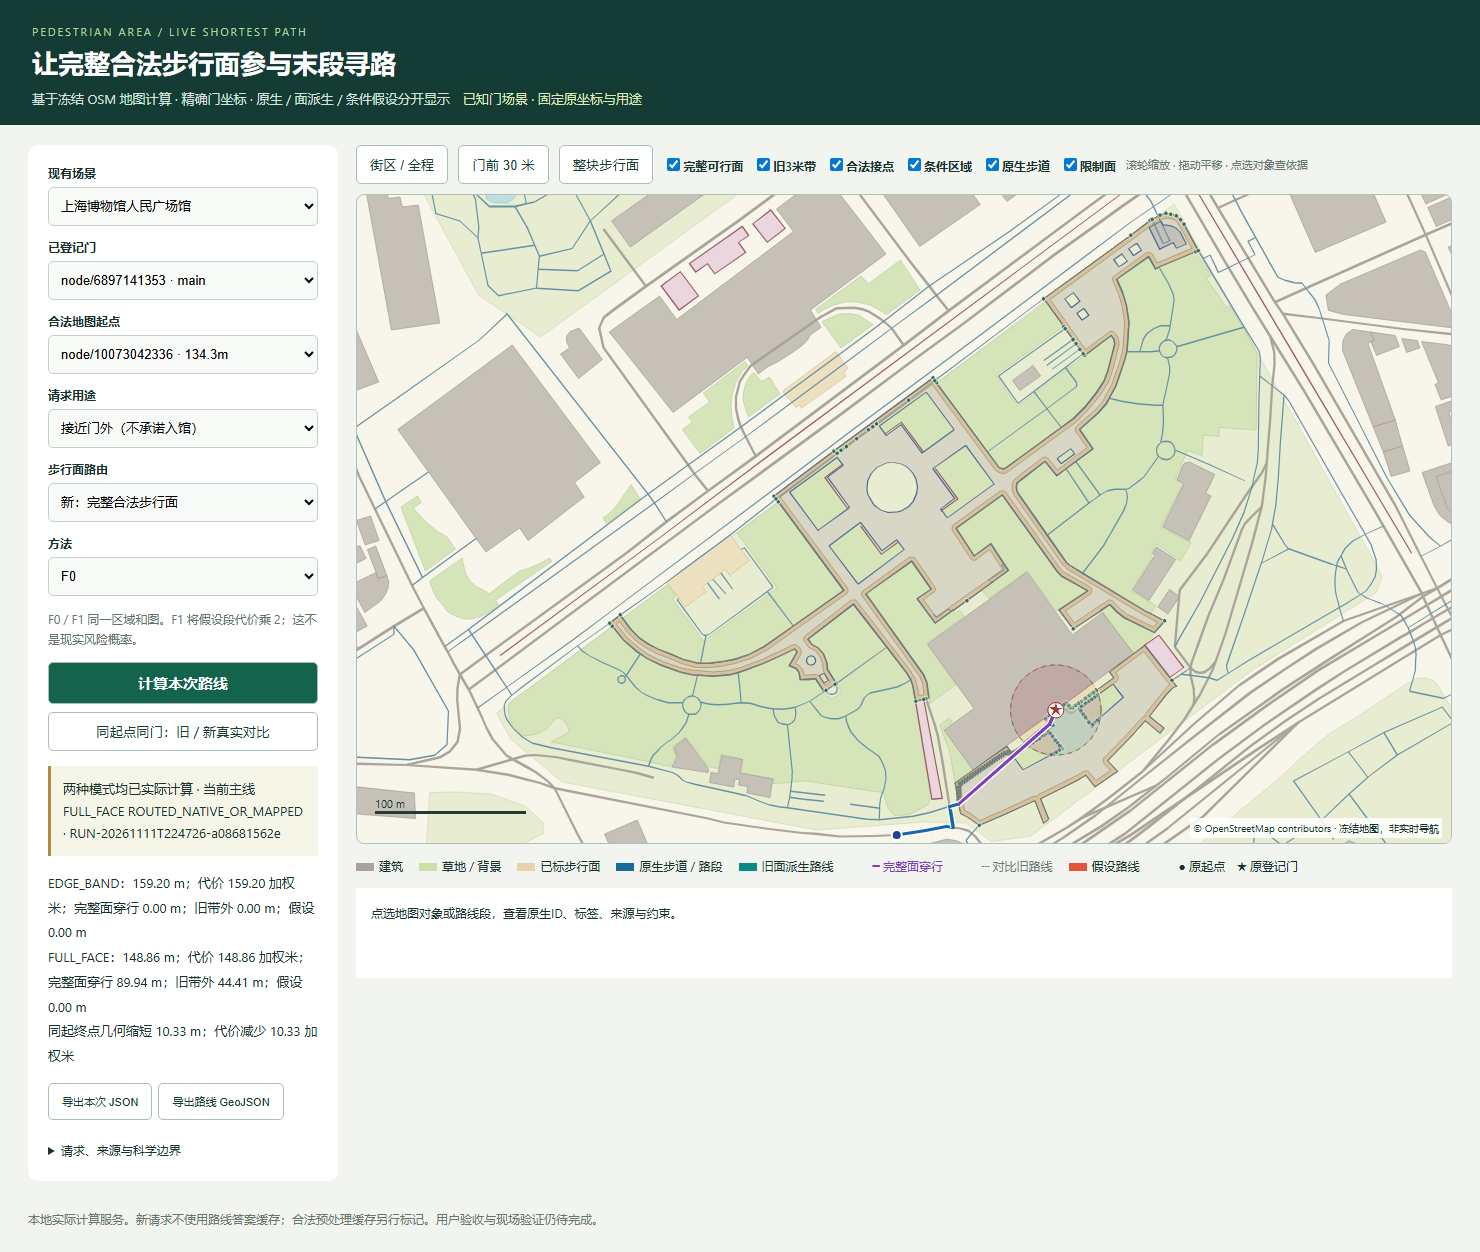 PEDESTRIAN AREA / LIVE SHORTEST PATH
让完整合法步行面参与末段寻路
基于冻结 OSM 地图计算 · 精确门坐标 · 原生 / 面派生 / 条件假设分开显示 已知门场景 · 固定原坐标与用途
现有场景
上海博物馆人民广场馆
已登记门
node/6897141353 · main
合法地图起点
node/10073042336 · 134.3m
请求用途
接近门外（不承诺入馆）
步行面路由
新：完整合法步行面
方法
F0
F0 / F1 同一区域和图。F1 将假设段代价乘 2；这不
是现实风险概率。
计算本次路线
同起点同门：旧 / 新真实对比
两种模式均已实际计算 · 当前主线
FULL_FACE ROUTED_NATIVE_OR_MAPPED
· RUN-20261111T224726-a08681562e
EDGE_BAND：159.20 m；代价 159.20 加权
米；完整面穿行 0.00 m；旧带外 0.00 m；假设
0.00 m
FULL_FACE：148.86 m；代价 148.86 加权米；
完整面穿行 89.94 m；旧带外 44.41 m；假设
0.00 m
同起终点几何缩短 10.33 m；代价减少 10.33 加
权米
导出本次 JSON 导出路线 GeoJSON
▶ 请求、来源与科学边界
街区 / 全程 门前 30 米 整块步行面 完整可行面 旧3米带 合法接点 条件区域 原生步道 限制面 滚轮缩放 · 拖动平移 · 点选对象查依据
100 m
© OpenStreetMap contributors · 冻结地图，非实时导航
建筑 草地 / 背景 已标步行面 原生步道 / 路段 旧面派生路线 完整面穿行 对比旧路线 假设路线 ● 原起点 ★ 原登记门
点选地图对象或路线段，查看原生ID、标签、来源与约束。
本地实际计算服务。新请求不使用路线答案缓存；合法预处理缓存另行标记。用户验收与现场验证仍待完成。